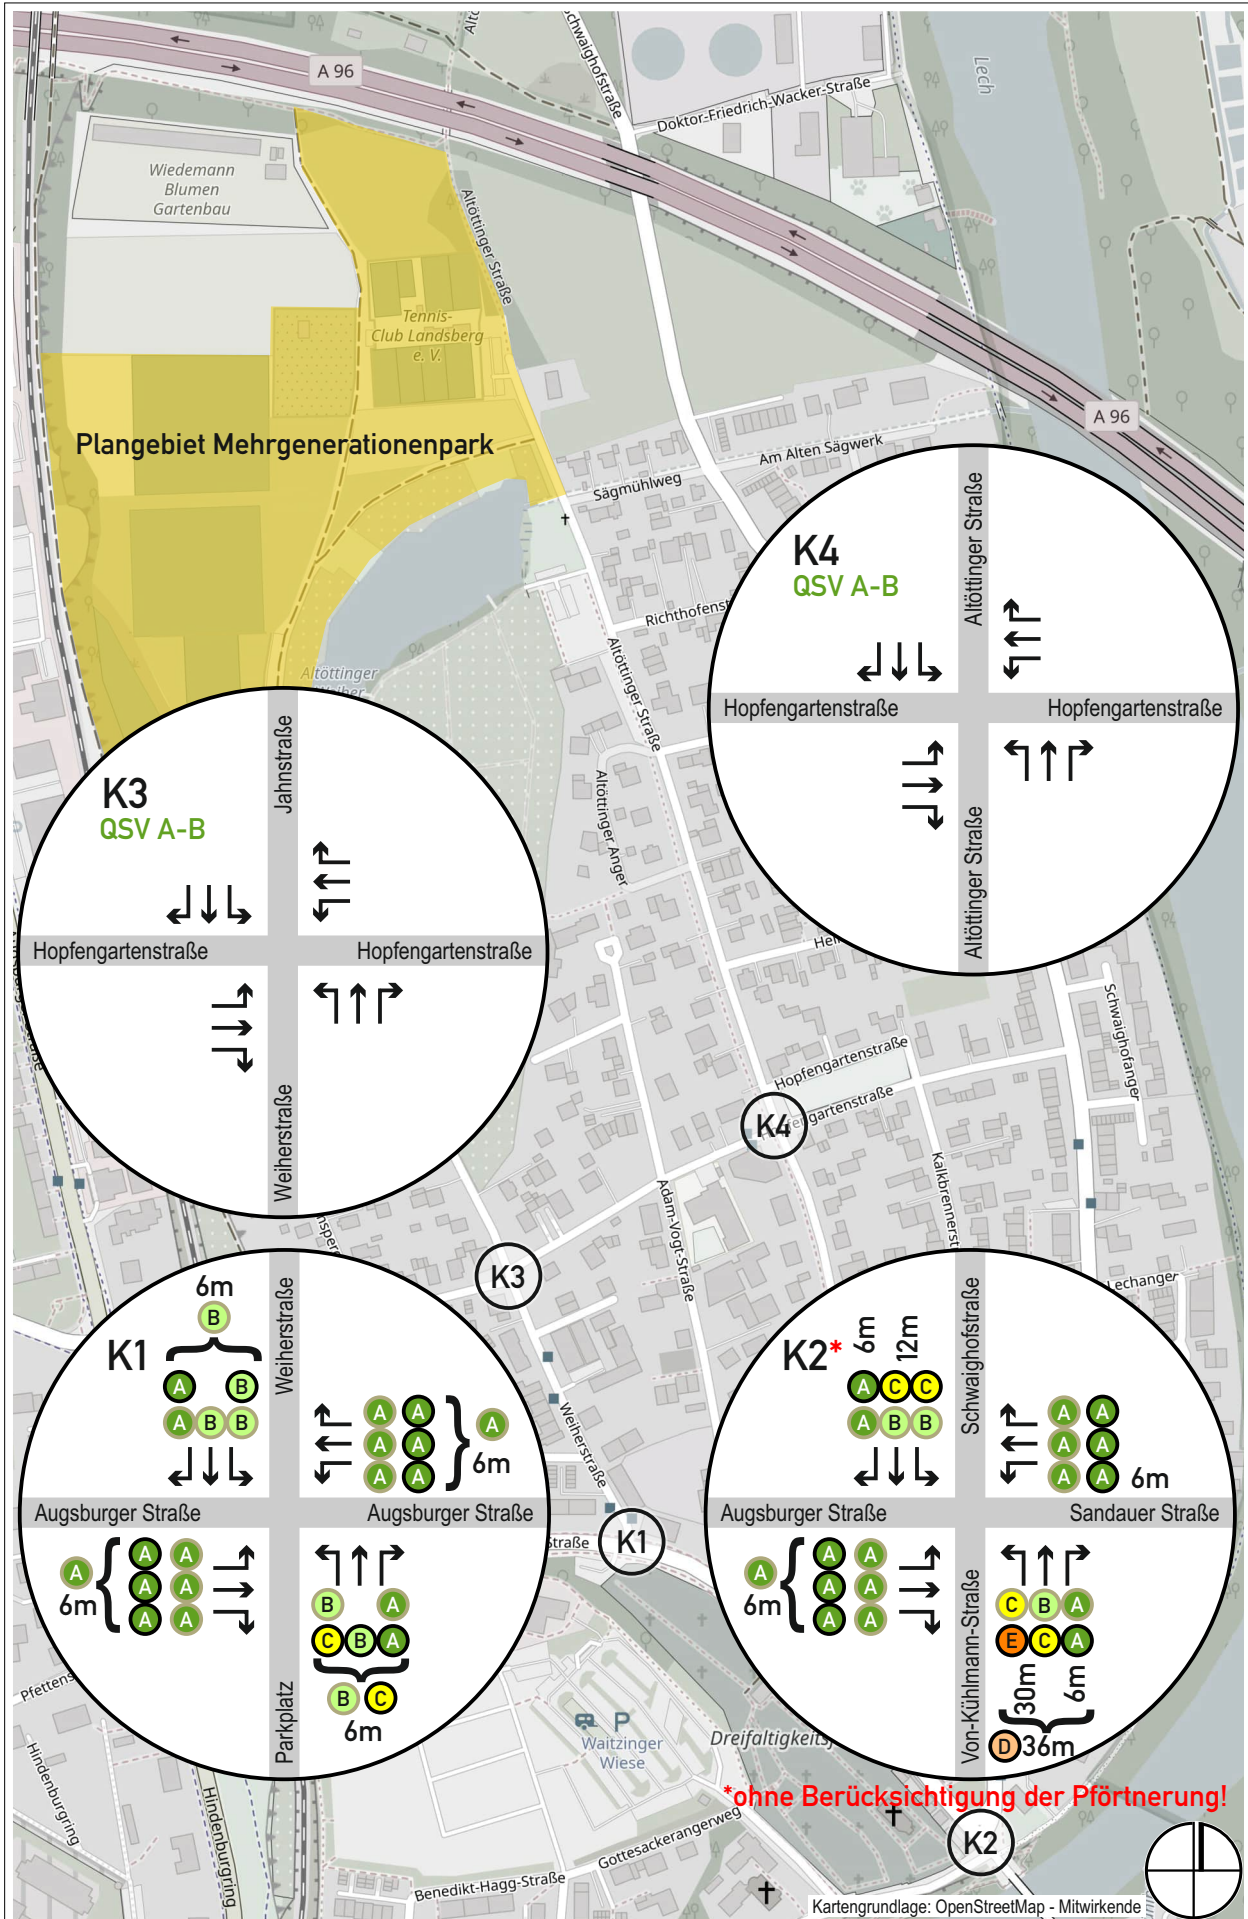 A 96
Schwaighofstraße
Doktor-Friedrich-Wacker-Straße
Lech
Wiedemann
Blumen
Gartenbau
Altöttinger Straße
Tennis-
Club Landsberg
e. V.
A 96
Plangebiet Mehrgenerationenpark
Am Alten Sägwerk
Sägmühlweg
K4
QSV A-B
Altöttinger Straße
Hopfengartenstraße
Hopfengartenstraße
Altöttinger Straße
Altöttinger
Altöttinger Straße
Altöttinger Anger
K3
QSV A-B
Jahnstraße
Hopfengartenstraße
Hopfengartenstraße
Weiherstraße
Schwaighofanger
Hopfengartenstraße
K4
Adam-Vogt-Straße
K3
Lechanger
Weiherstraße
K1
6m
B
A B
A B B
Weiherstraße
A A
A A A
A A
6m
Augsburger Straße
Augsburger Straße
A A
A A A
A A
6m
B A
C B A
B C
6m
Parkplatz
K1
Straße
K2*
6m
12m
A C C
A B B
Schwaighofstraße
A A
A A
A A
6m
Augsburger Straße
Sandauer Straße
A A
A A A
A A
6m
C B A
E C A
30m
6m
D 36m
Von-Kühlmann-Straße
*ohne Berücksichtigung der Pförtnerung!
P
Waitzinger
Wiese
Hindenburgring
Hindenburgring
Gottesackerangerweg
Benedikt-Hagg-Straße
K2
Kartengrundlage: OpenStreetMap - Mitwirkende